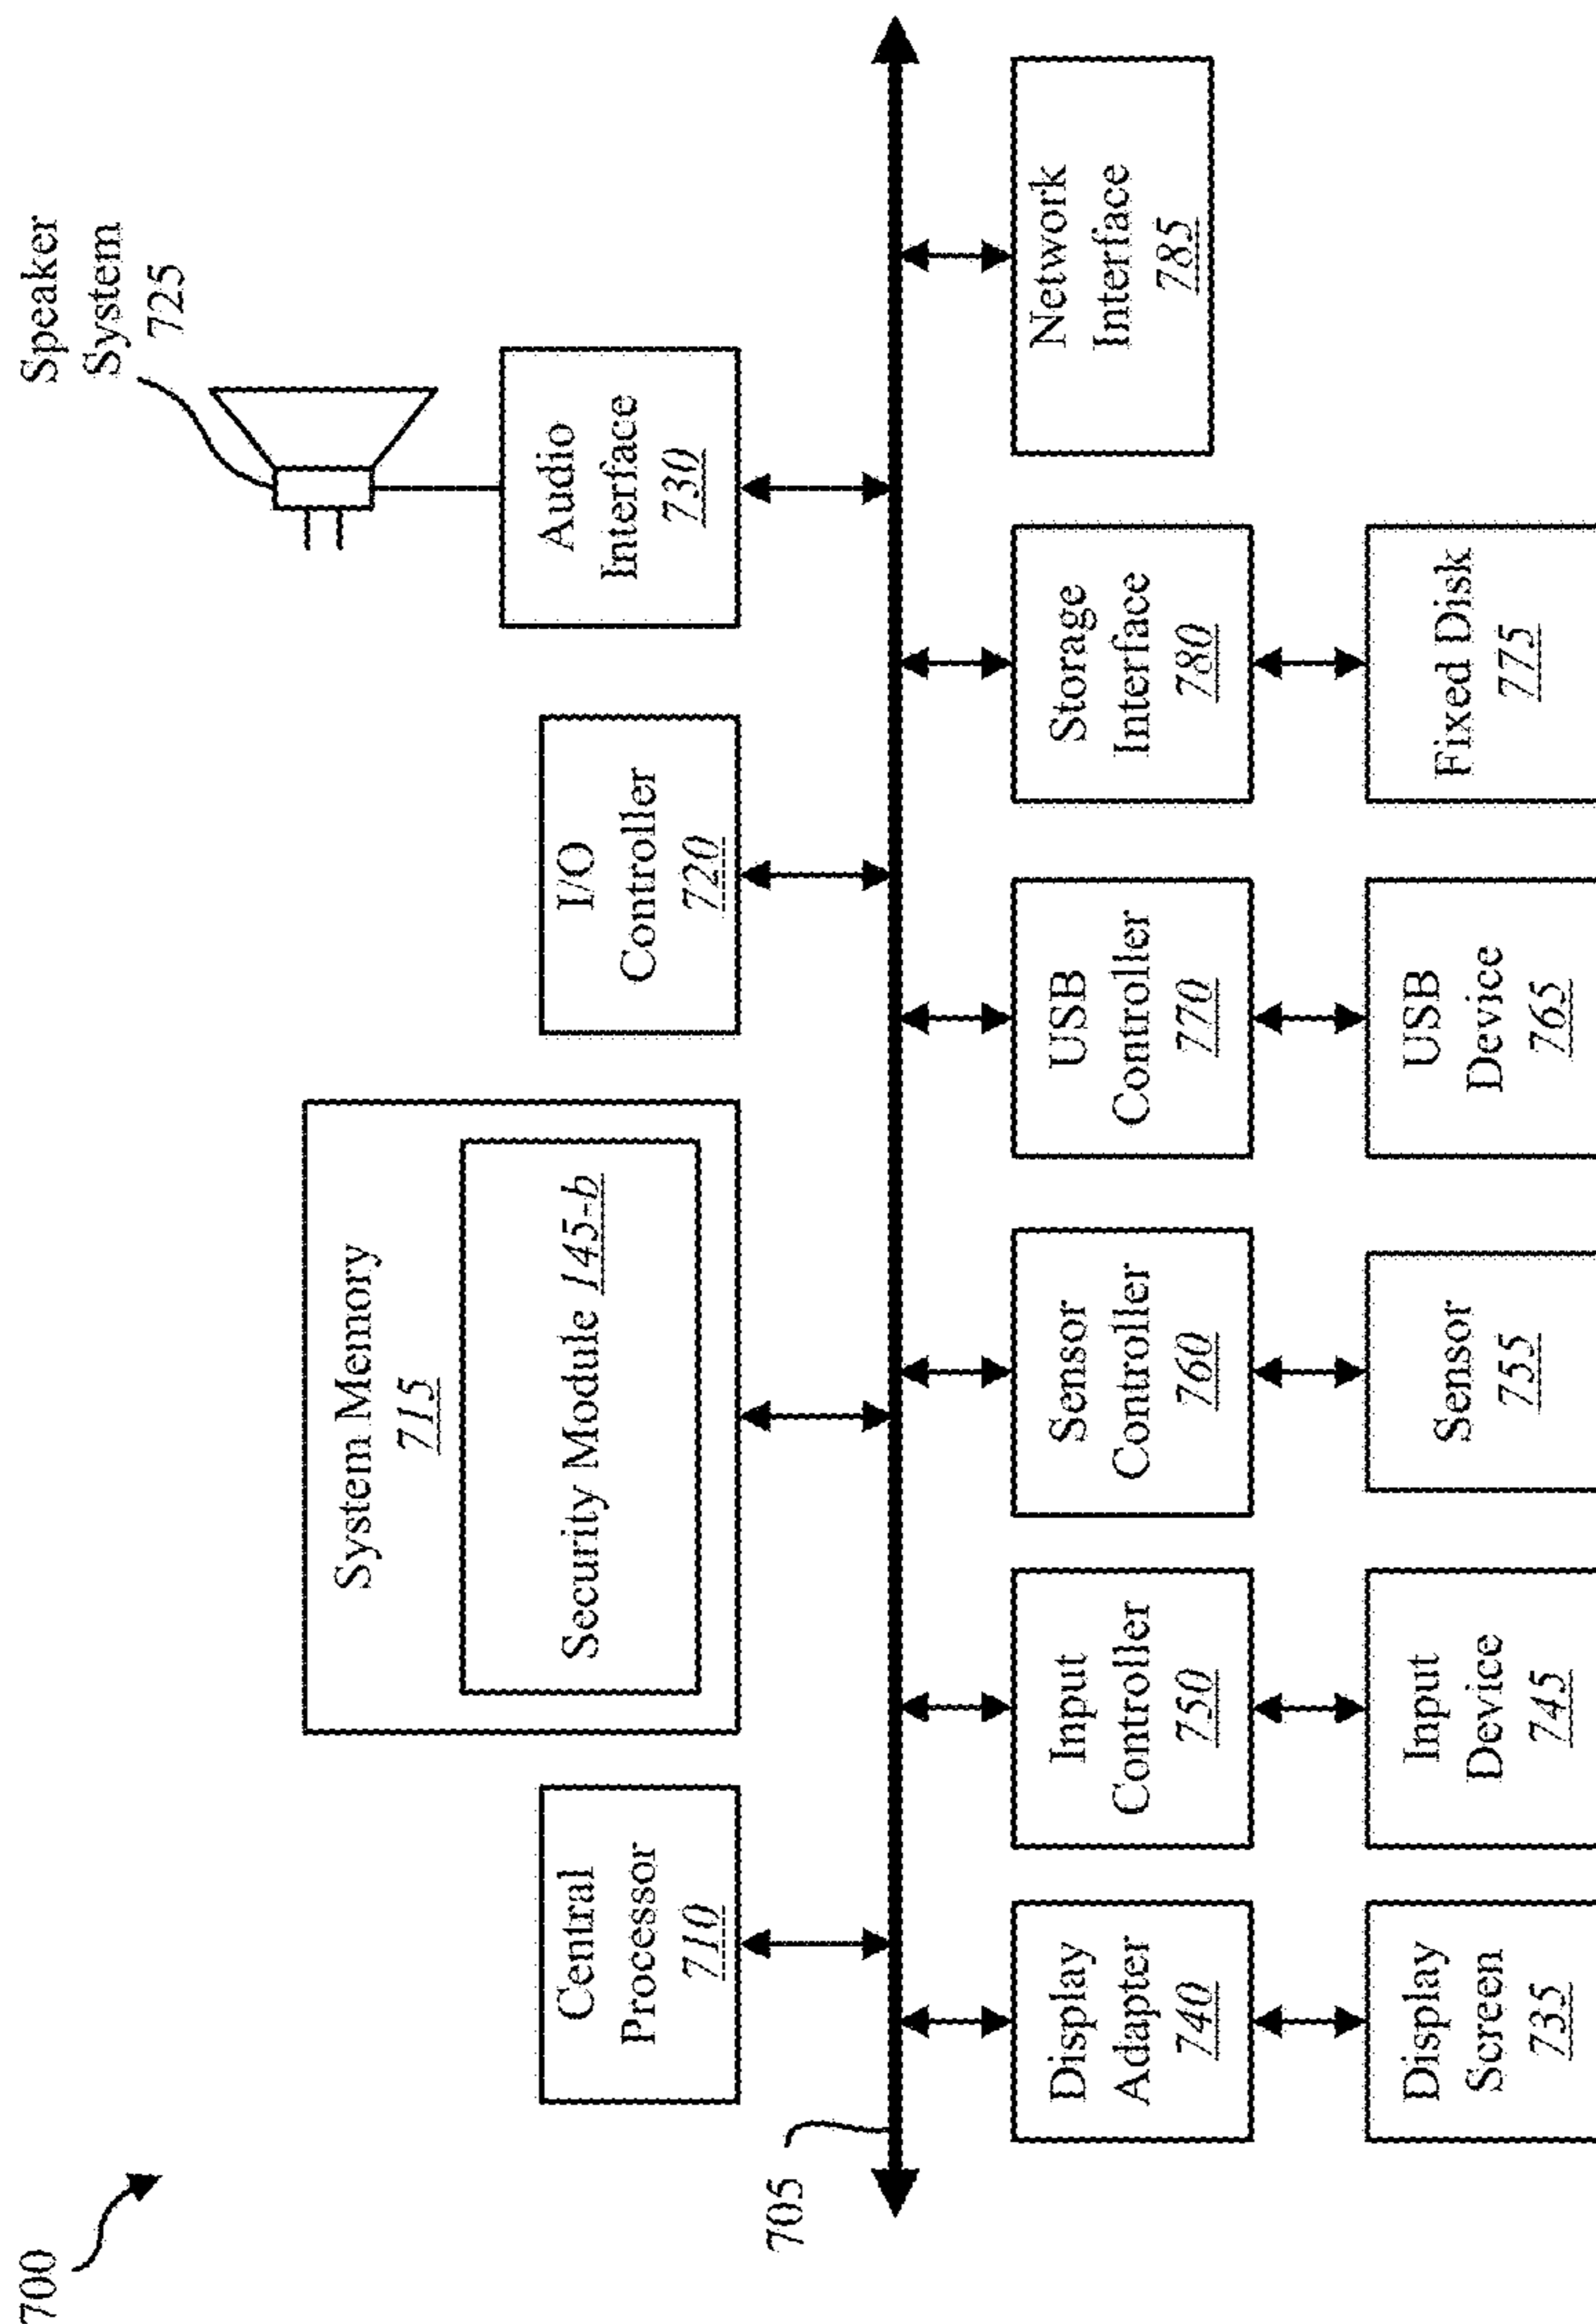 700
Speaker
System
725
Central
Processor
710
System Memory
715
Security Module 145-b
I/O
Controller
720
Audio
Interface
730
705
Display
Adapter
740
Input
Controller
750
Sensor
Controller
760
USB
Controller
770
Storage
Interface
780
Network
Interface
785
Display
Screen
735
Input
Device
745
Sensor
755
USB
Device
765
Fixed Disk
775